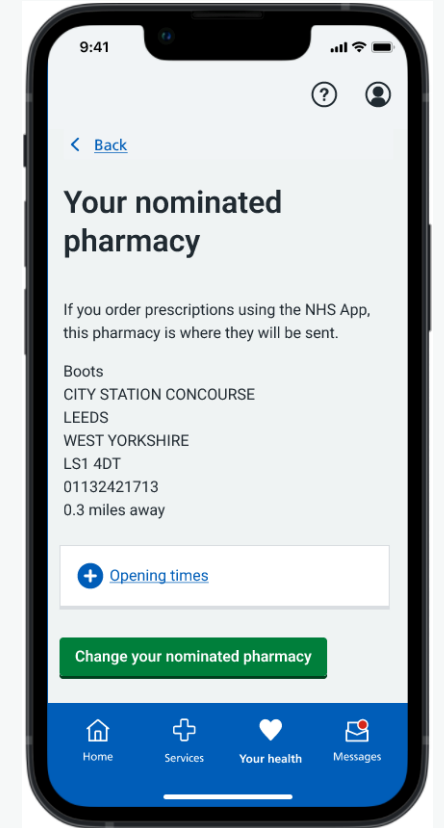 9:41
Back
Your nominated
pharmacy
If you order prescriptions using the NHS App,
this pharmacy is where they will be sent.
Boots
CITY STATION CONCOURSE
LEEDS
WEST YORKSHIRE
LS1 4DT
01132421713
0.3 miles away
Opening times
Change your nominated pharmacy
Home Services Your health Messages